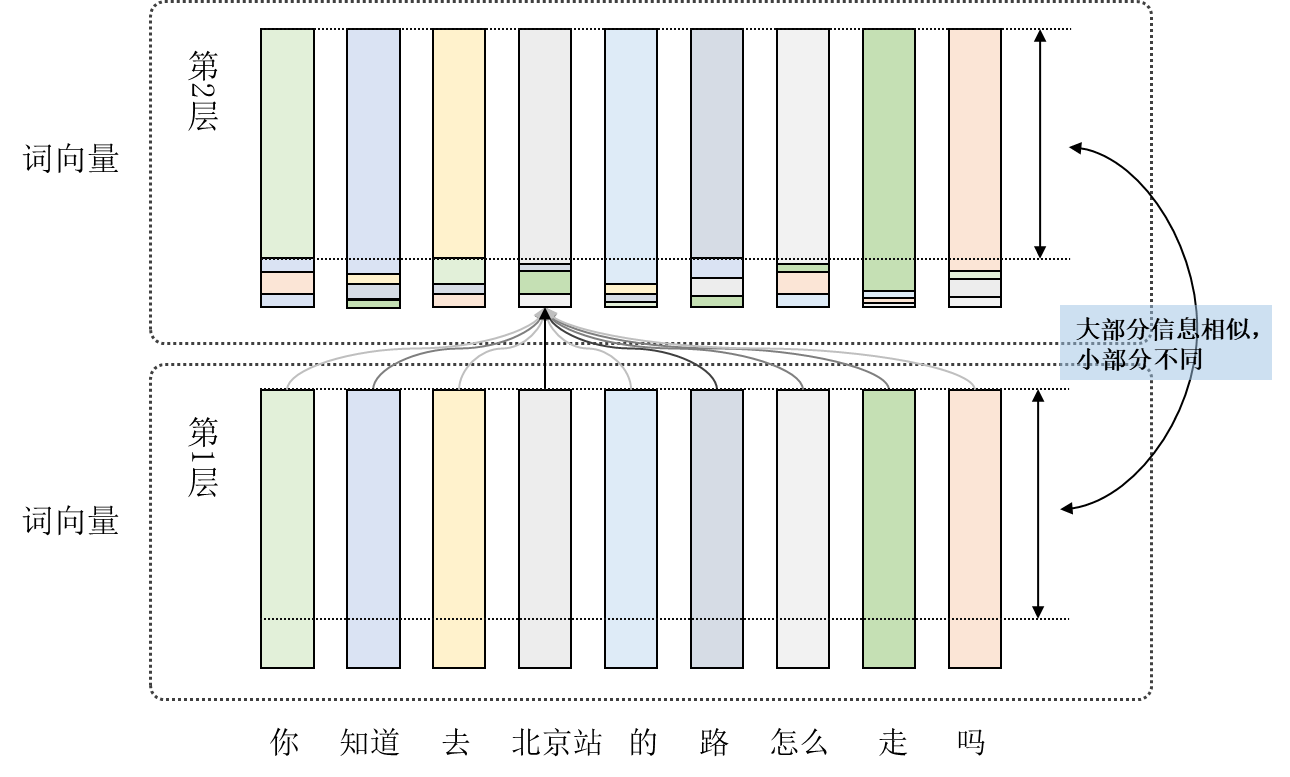 第2层
词向量
大部分信息相似，
小部分不同
第1层
词向量
你 知道 去 北京站 的 路 怎么 走 吗